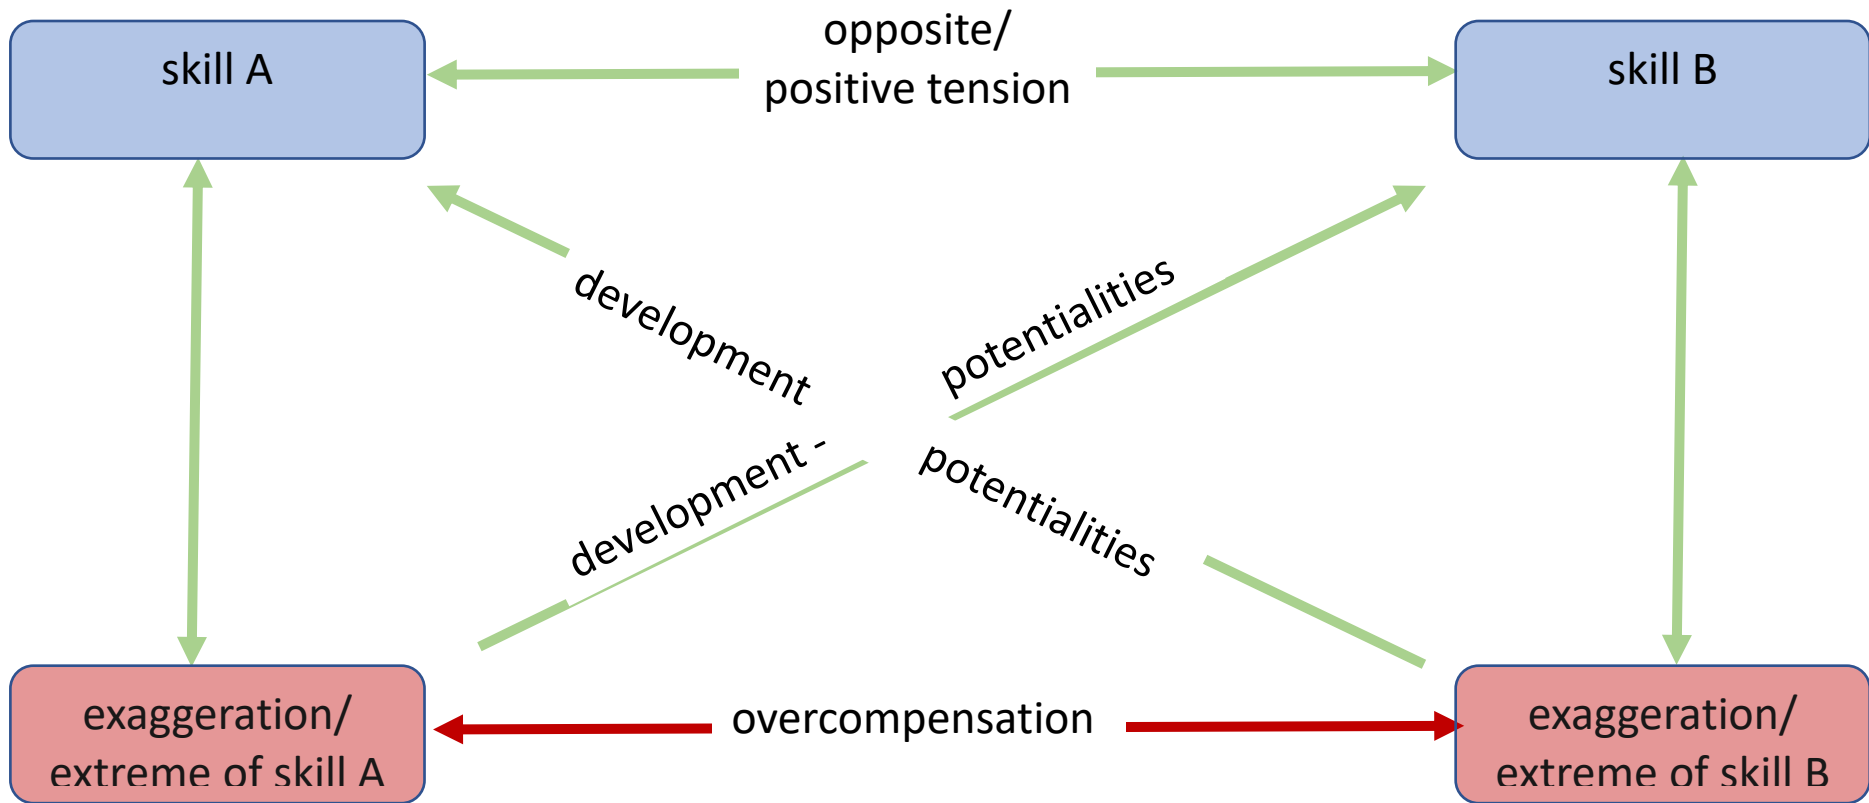 skill A
opposite/
positive tension
skill B
development
potentialities
development -
potentialities
exaggeration/
extreme of skill A
overcompensation
exaggeration/
extreme of skill B